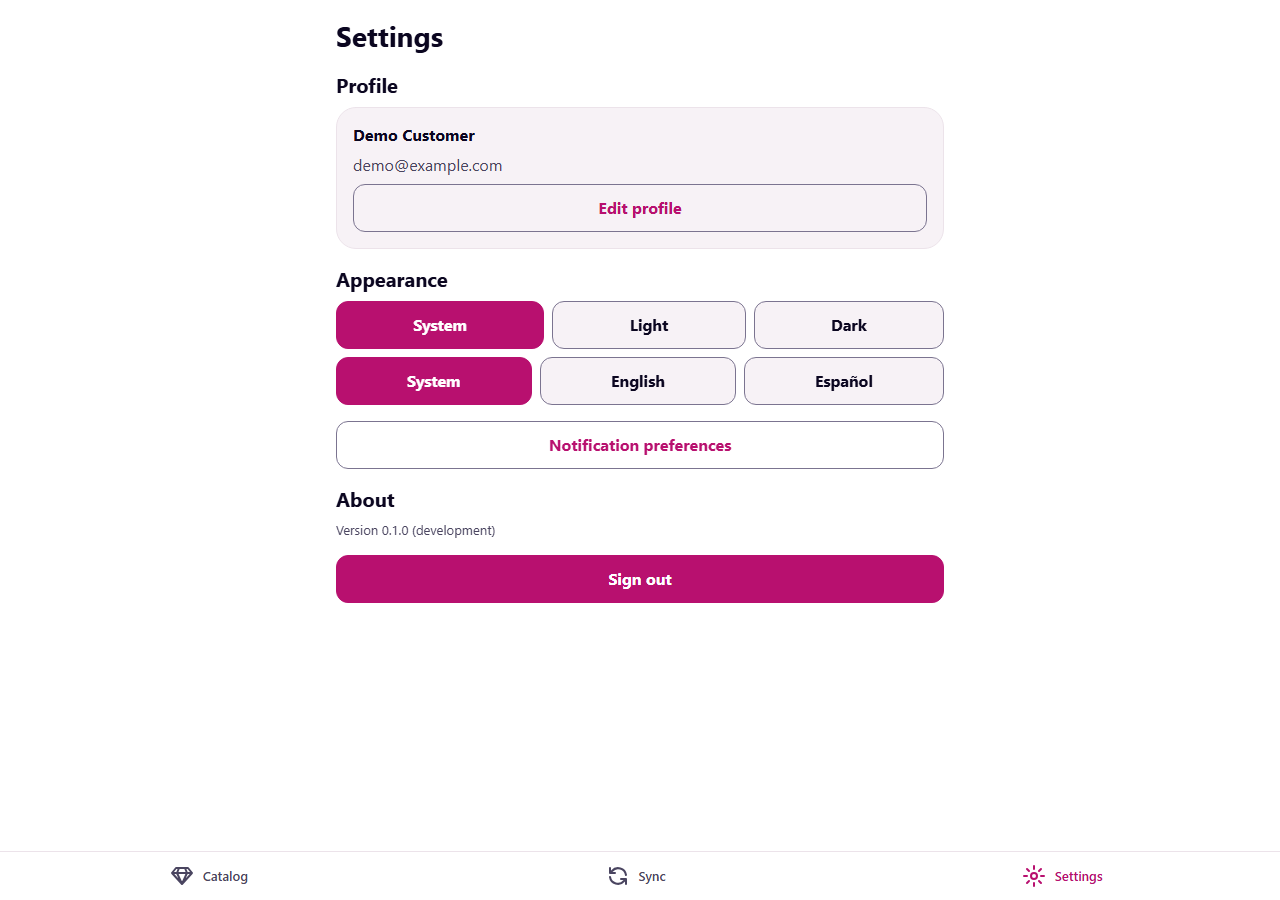 Settings
Profile
Demo Customer
demo@example.com
Edit profile
Appearance
System Light Dark
System English Español
Notification preferences
About
Version 0.1.0 (development)
Sign out
Catalog Sync Settings